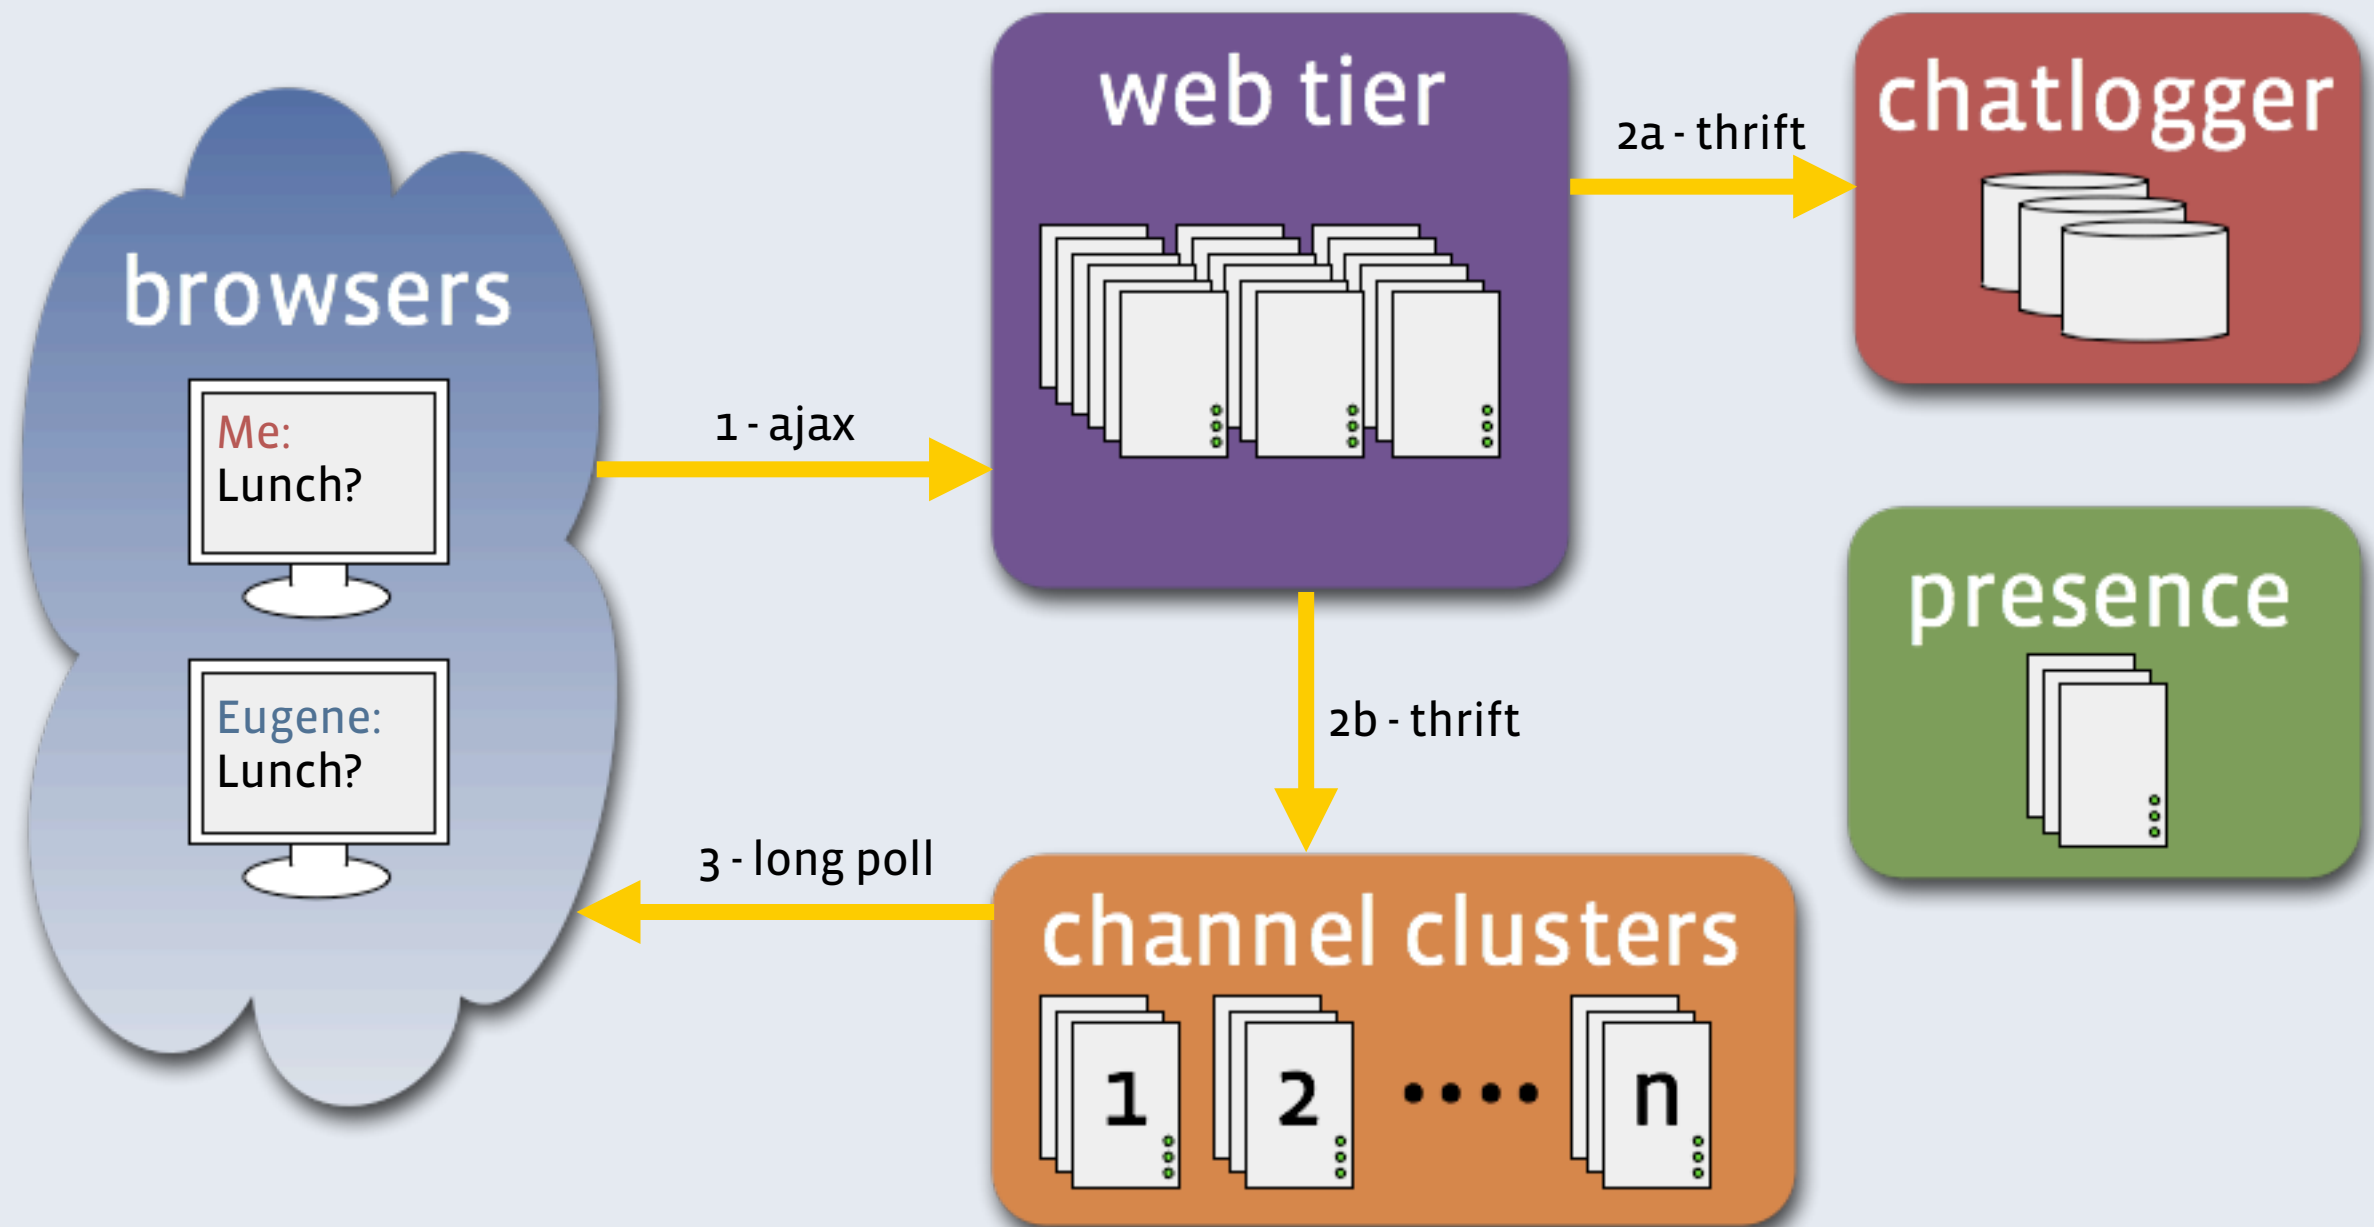 web tier
chatlogger
2a - thrift
browsers
Me:
Lunch?
1 - ajax
presence
Eugene:
Lunch?
2b - thrift
3 - long poll
channel clusters
1
2
....
n